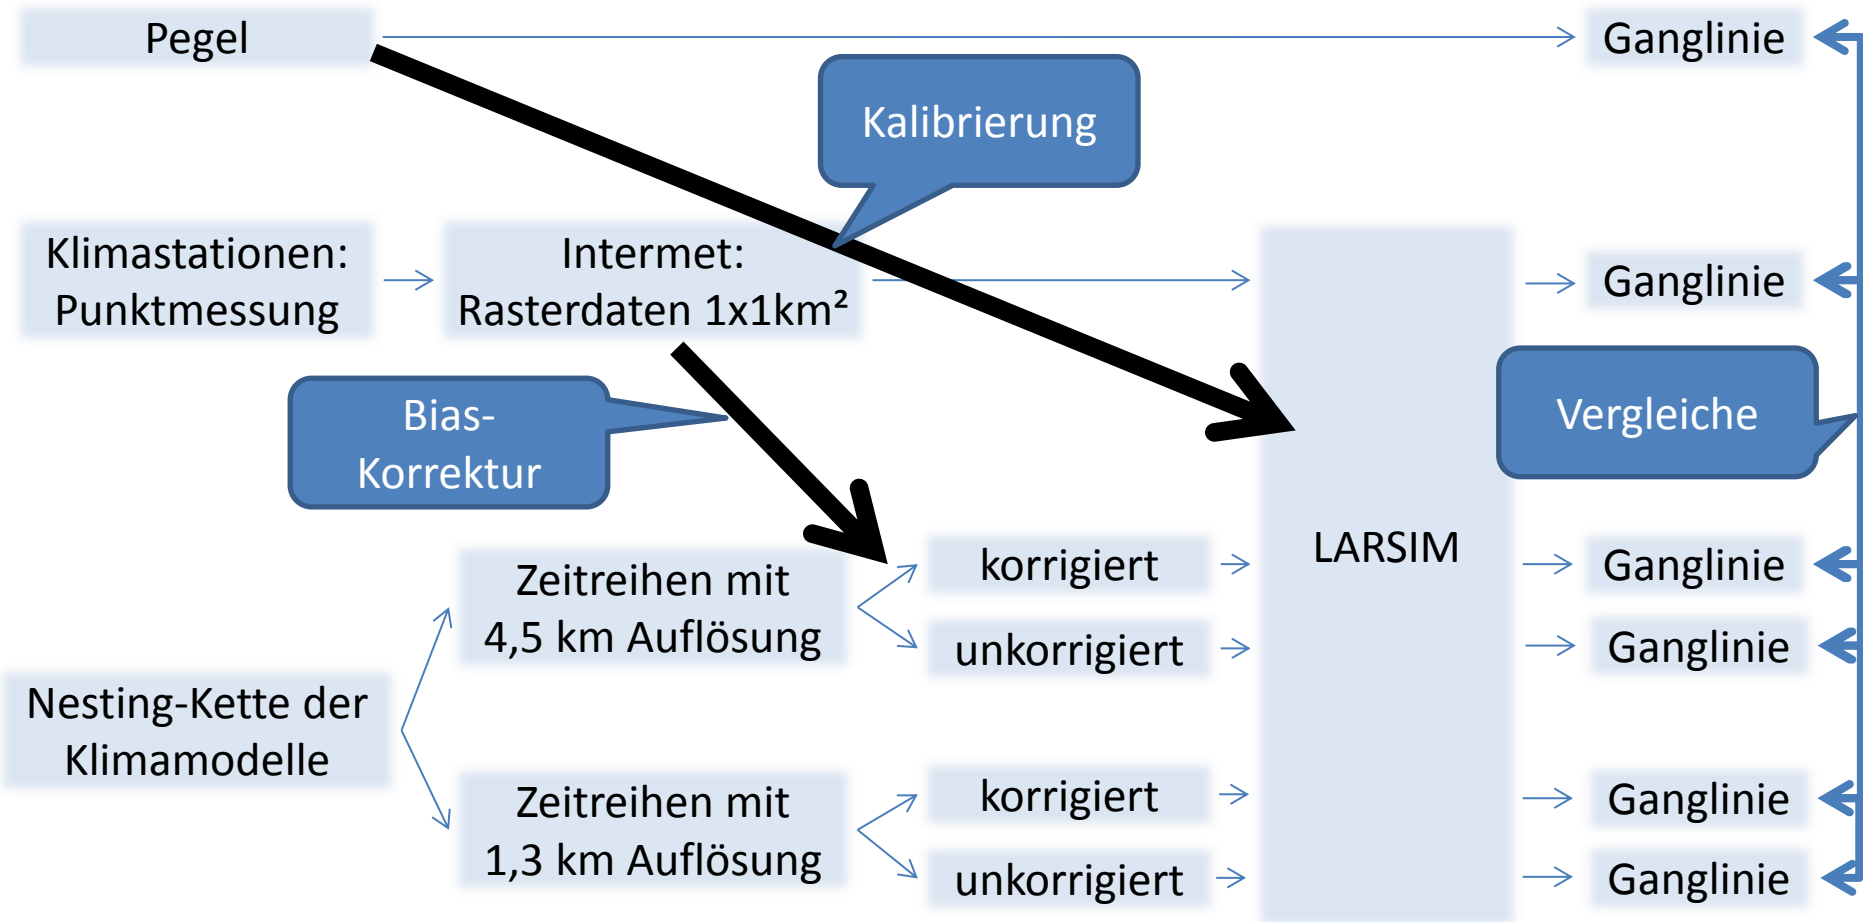 Pegel
Ganglinie
Kalibrierung
Klimastationen:
Punktmessung
Intermet:
Rasterdaten 1x1km²
Ganglinie
Bias-
Korrektur
Vergleiche
LARSIM
Zeitreihen mit
4,5 km Auflösung
korrigiert
Ganglinie
unkorrigiert
Ganglinie
Nesting-Kette der
Klimamodelle
Zeitreihen mit
1,3 km Auflösung
korrigiert
Ganglinie
unkorrigiert
Ganglinie